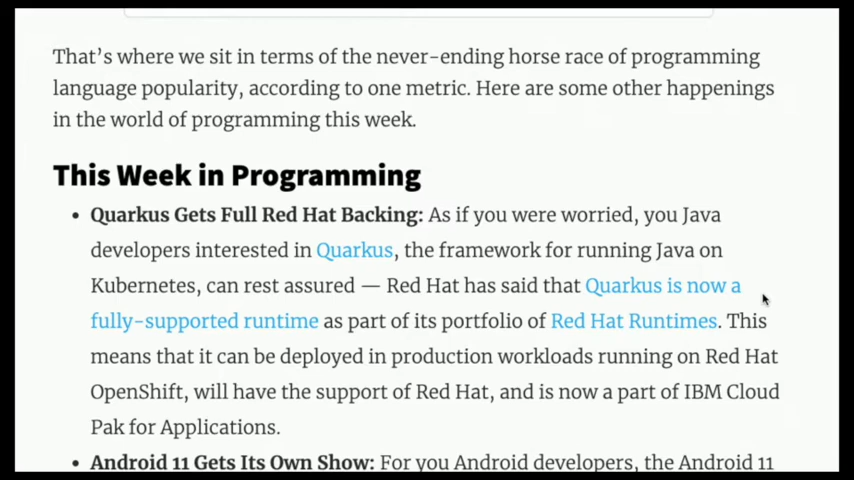 That’s where we sit in terms of the never-ending horse race of programming
language popularity, according to one metric. Here are some other happenings
in the world of programming this week.
This Week in Programming
• Quarkus Gets Full Red Hat Backing: As if you were worried, you Java
developers interested in Quarkus, the framework for running Java on
Kubernetes, can rest assured — Red Hat has said that Quarkus is now a
fully-supported runtime as part of its portfolio of Red Hat Runtimes. This
means that it can be deployed in production workloads running on Red Hat
OpenShift, will have the support of Red Hat, and is now a part of IBM Cloud
Pak for Applications.
• Android 11 Gets Its Own Show: For you Android developers, the Android 11